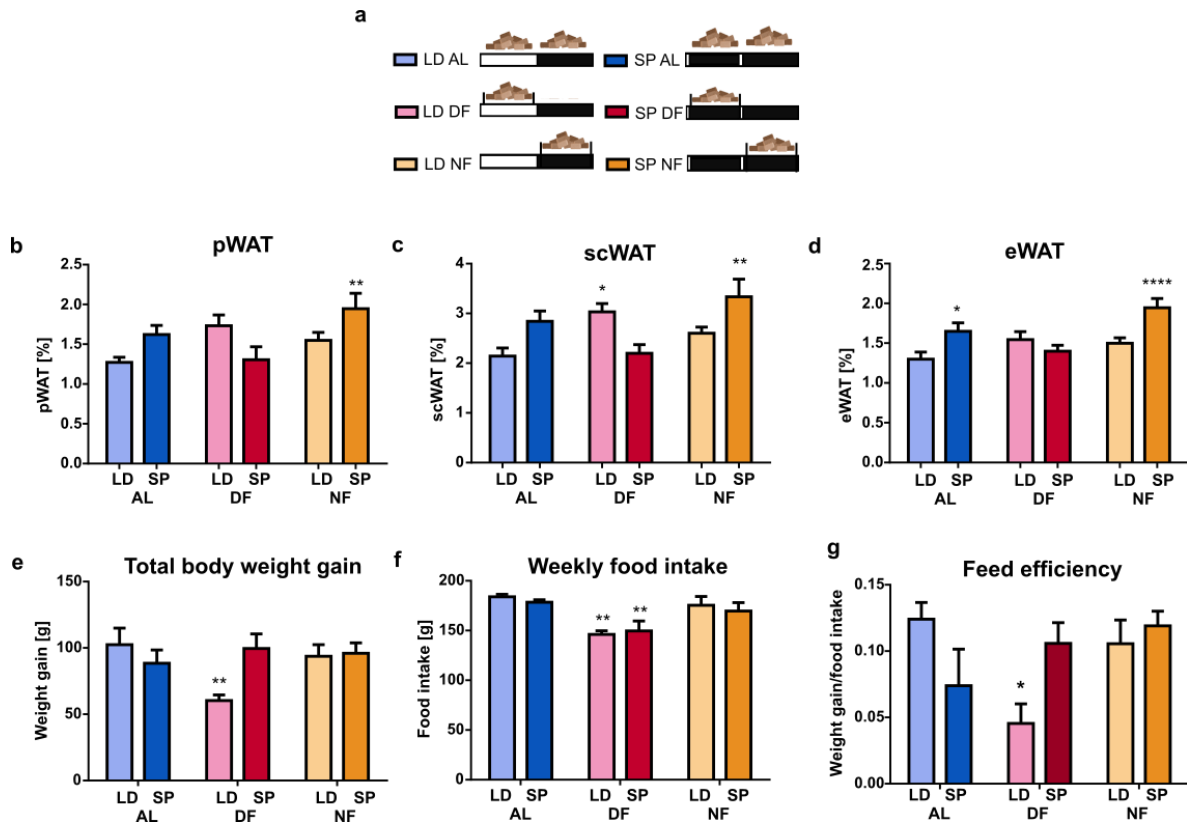 a
LD AL
SP AL
LD DF
SP DF
LD NF
SP NF
b
pWAT
pWAT [%]
2.5
2.0
1.5
1.0
0.5
0.0
**
LD SP LD SP LD SP
AL DF NF
c
scWAT
scWAT [%]
4
3
2
1
0
*
**
LD SP LD SP LD SP
AL DF NF
d
eWAT
eWAT [%]
2.5
2.0
1.5
1.0
0.5
0.0
*
****
LD SP LD SP LD SP
AL DF NF
e
Total body weight gain
Weight gain [g]
150
100
50
0
**
LD SP LD SP LD SP
AL DF NF
f
Weekly food intake
Food intake [g]
200
150
100
50
0
**
**
LD SP LD SP LD SP
AL DF NF
g
Feed efficiency
Weight gain/food intake
0.15
0.10
0.05
0.00
*
LD SP LD SP LD SP
AL DF NF